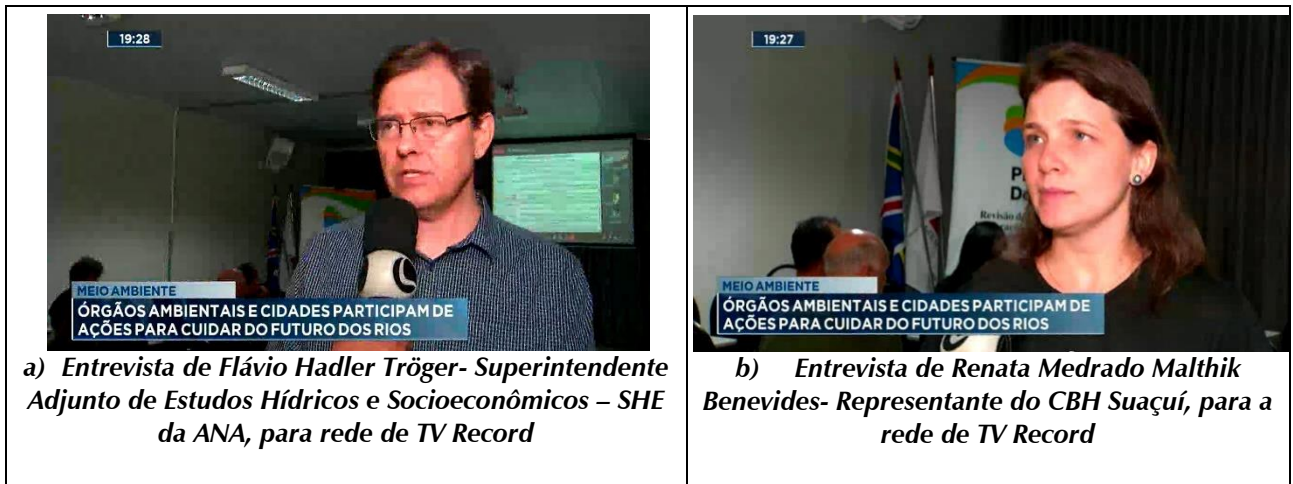 19:28
MEIO AMBIENTE
ÓRGÃOS AMBIENTAIS E CIDADES PARTICIPAM DE
AÇÕES PARA CUIDAR DO FUTURO DOS RIOS
a) Entrevista de Flávio Hadler Tröger- Superintendente
Adjunto de Estudos Hídricos e Socioeconômicos – SHE
da ANA, para rede de TV Record
19:27
MEIO AMBIENTE
ÓRGÃOS AMBIENTAIS E CIDADES PARTICIPAM DE
AÇÕES PARA CUIDAR DO FUTURO DOS RIOS
b) Entrevista de Renata Medrado Malthik
Benevides- Representante do CBH Suaçuí, para a
rede de TV Record